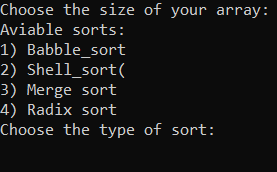 Choose the size of your array:
Aviable sorts:
1) Babble_sort
2) Shell_sort(
3) Merge sort
4) Radix sort
Choose the type of sort: